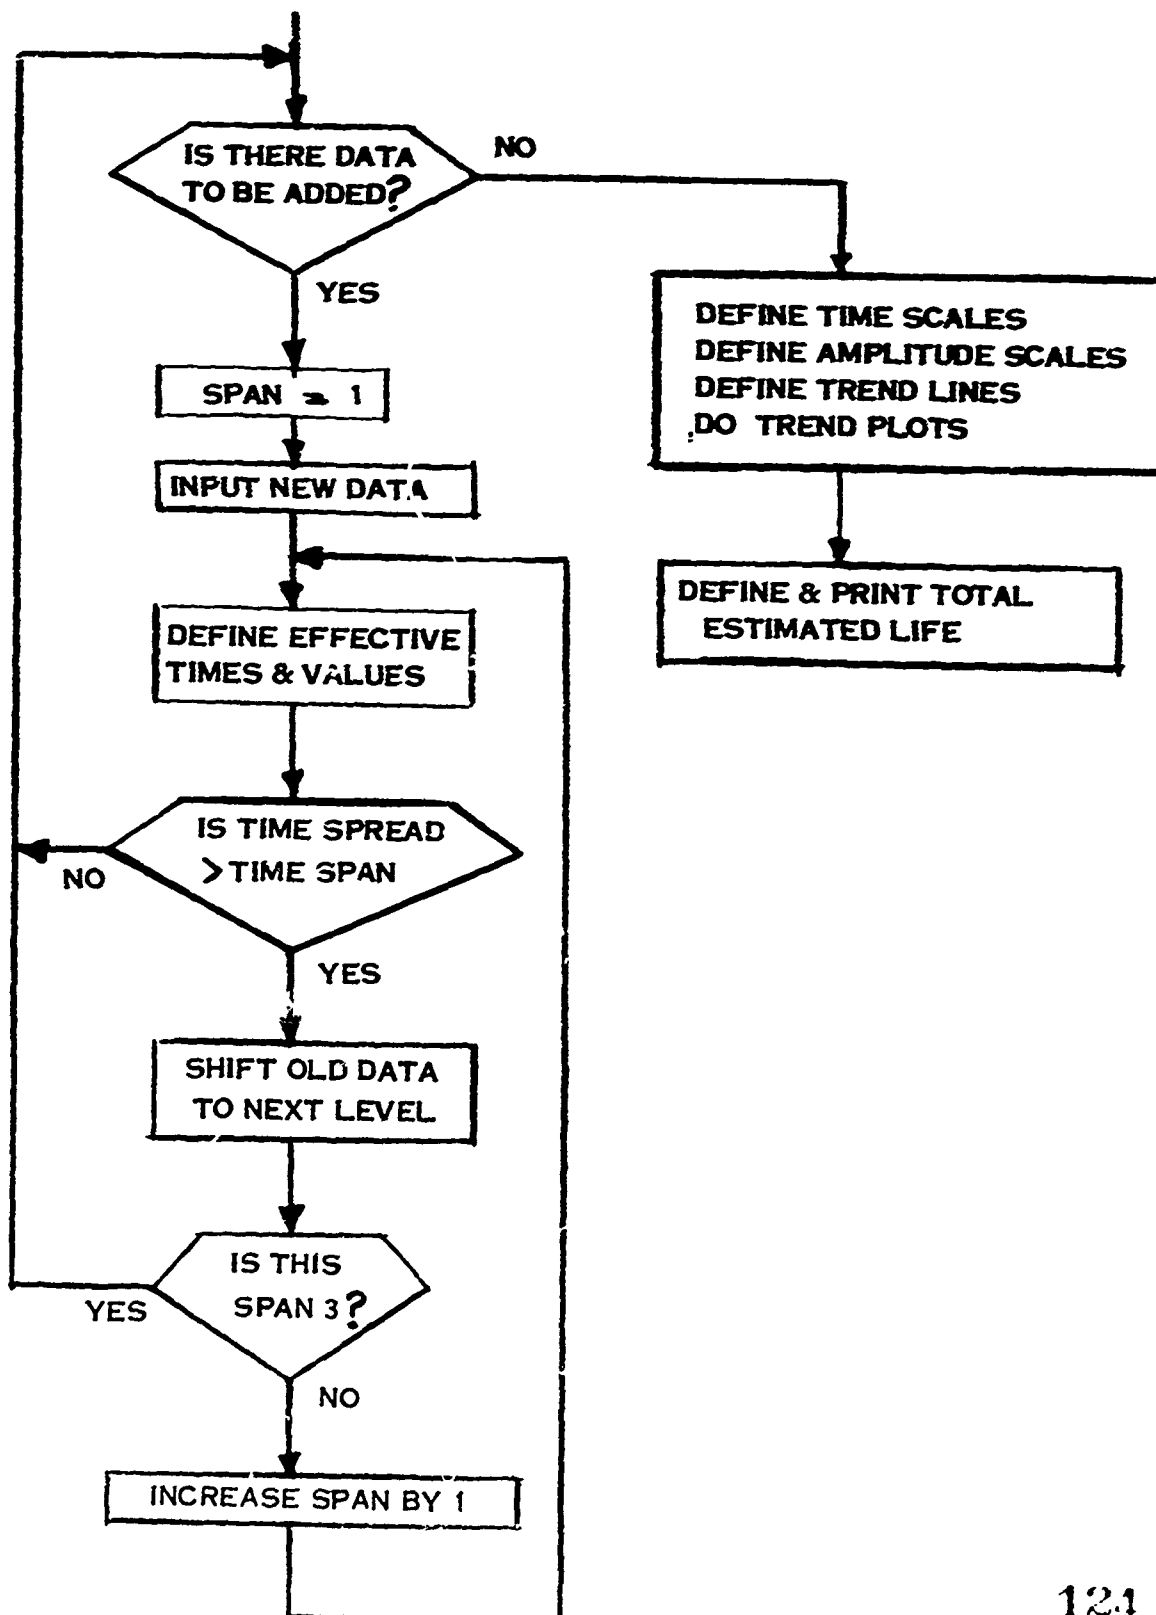 IS THERE DATA
TO BE ADDED?
NO
YES
SPAN = 1
INPUT NEW DATA
DEFINE EFFECTIVE
TIMES & VALUES
IS TIME SPREAD
> TIME SPAN
NO
YES
SHIFT OLD DATA
TO NEXT LEVEL
IS THIS
SPAN 3?
YES
NO
INCREASE SPAN BY 1
DEFINE TIME SCALES
DEFINE AMPLITUDE SCALES
DEFINE TREND LINES
DO TREND PLOTS
DEFINE & PRINT TOTAL
ESTIMATED LIFE